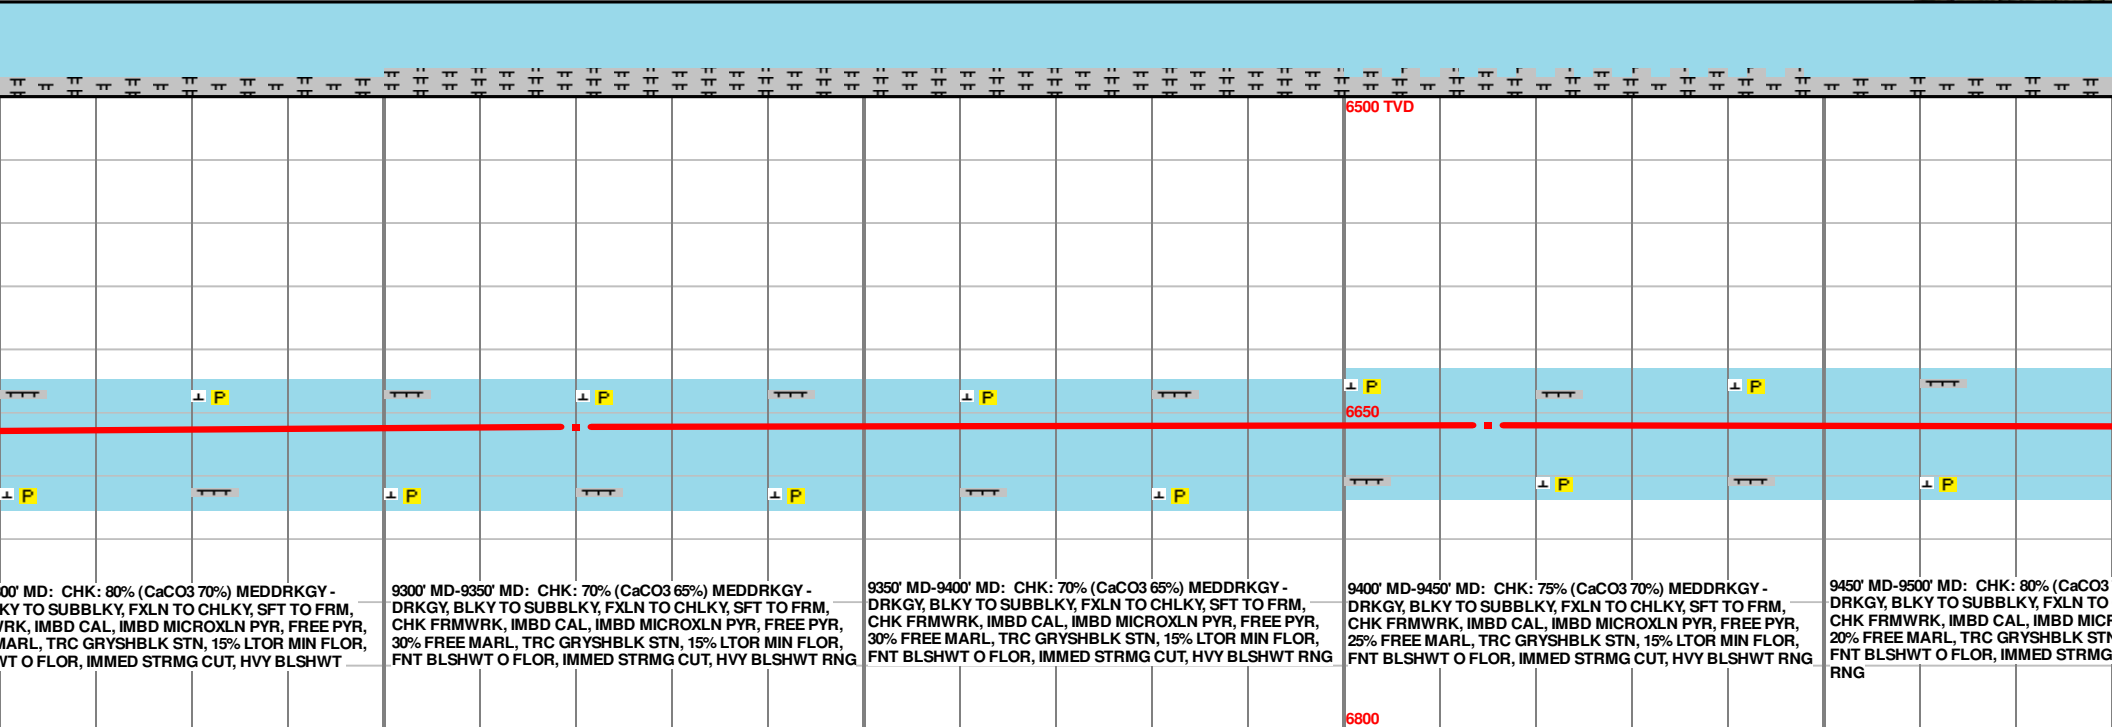 6500 TVD
P
P
P
P
P
6650
P
P
P
P
P
P
00' MD: CHK: 80% (CaCO3 70%) MEDDRKGY -
KY TO SUBBLKY, FXLN TO CHLKY, SFT TO FRM,
WRK, IMBD CAL, IMBD MICROXLN PYR, FREE PYR,
MARL, TRC GRYSHBLK STN, 15% LTOR MIN FLOR,
WT O FLOR, IMMED STRMG CUT, HVY BLSHWT
9300' MD-9350' MD: CHK: 70% (CaCO3 65%) MEDDRKGY -
DRKGY, BLKY TO SUBBLKY, FXLN TO CHLKY, SFT TO FRM,
CHK FRMWRK, IMBD CAL, IMBD MICROXLN PYR, FREE PYR,
30% FREE MARL, TRC GRYSHBLK STN, 15% LTOR MIN FLOR,
FNT BLSHWT O FLOR, IMMED STRMG CUT, HVY BLSHWT RNG
9350' MD-9400' MD: CHK: 70% (CaCO3 65%) MEDDRKGY -
DRKGY, BLKY TO SUBBLKY, FXLN TO CHLKY, SFT TO FRM,
CHK FRMWRK, IMBD CAL, IMBD MICROXLN PYR, FREE PYR,
30% FREE MARL, TRC GRYSHBLK STN, 15% LTOR MIN FLOR,
FNT BLSHWT O FLOR, IMMED STRMG CUT, HVY BLSHWT RNG
9400' MD-9450' MD: CHK: 75% (CaCO3 70%) MEDDRKGY -
DRKGY, BLKY TO SUBBLKY, FXLN TO CHLKY, SFT TO FRM,
CHK FRMWRK, IMBD CAL, IMBD MICROXLN PYR, FREE PYR,
25% FREE MARL, TRC GRYSHBLK STN, 15% LTOR MIN FLOR,
FNT BLSHWT O FLOR, IMMED STRMG CUT, HVY BLSHWT RNG
9450' MD-9500' MD: CHK: 80% (CaCO3
DRKGY, BLKY TO SUBBLKY, FXLN TO
CHK FRMWRK, IMBD CAL, IMBD MICR
20% FREE MARL, TRC GRYSHBLK STN
FNT BLSHWT O FLOR, IMMED STRMG
RNG
6800